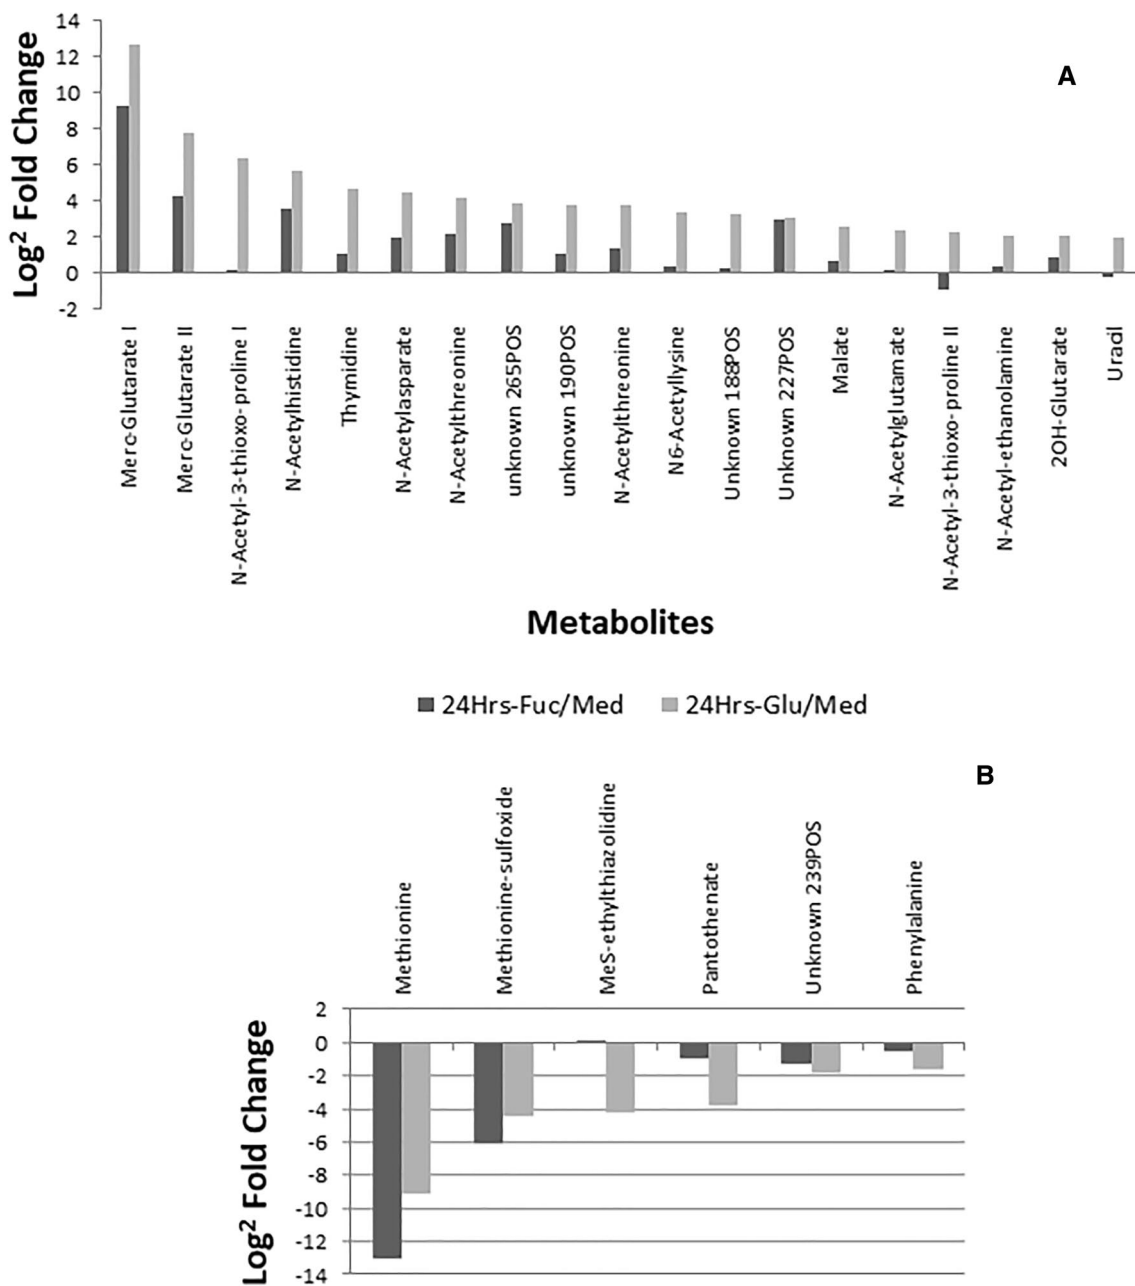 A
Log² Fold Change
14
12
10
8
6
4
2
0
-2
Merc-Glutarate I
Merc-Glutarate II
N-Acetyl-3-thioxo-proline I
N-Acetylhistidine
Thymidine
N-Acetylasparate
N-Acetylthreonine
unknown 265POS
unknown 190POS
N-Acetylthreonine
N6-Acetyllysine
Unknown 188POS
Unknown 227POS
Malate
N-Acetylglutamate
N-Acetyl-3-thioxo-proline II
N-Acetyl-ethanolamine
2OH-Glutarate
Uradil
Metabolites
24Hrs-Fuc/Med
24Hrs-Glu/Med
B
Methionine
Methionine-sulfoxide
MeS-ethylthiazolidine
Pantothenate
Unknown 239POS
Phenylalanine
Log² Fold Change
2
0
-2
-4
-6
-8
-10
-12
-14